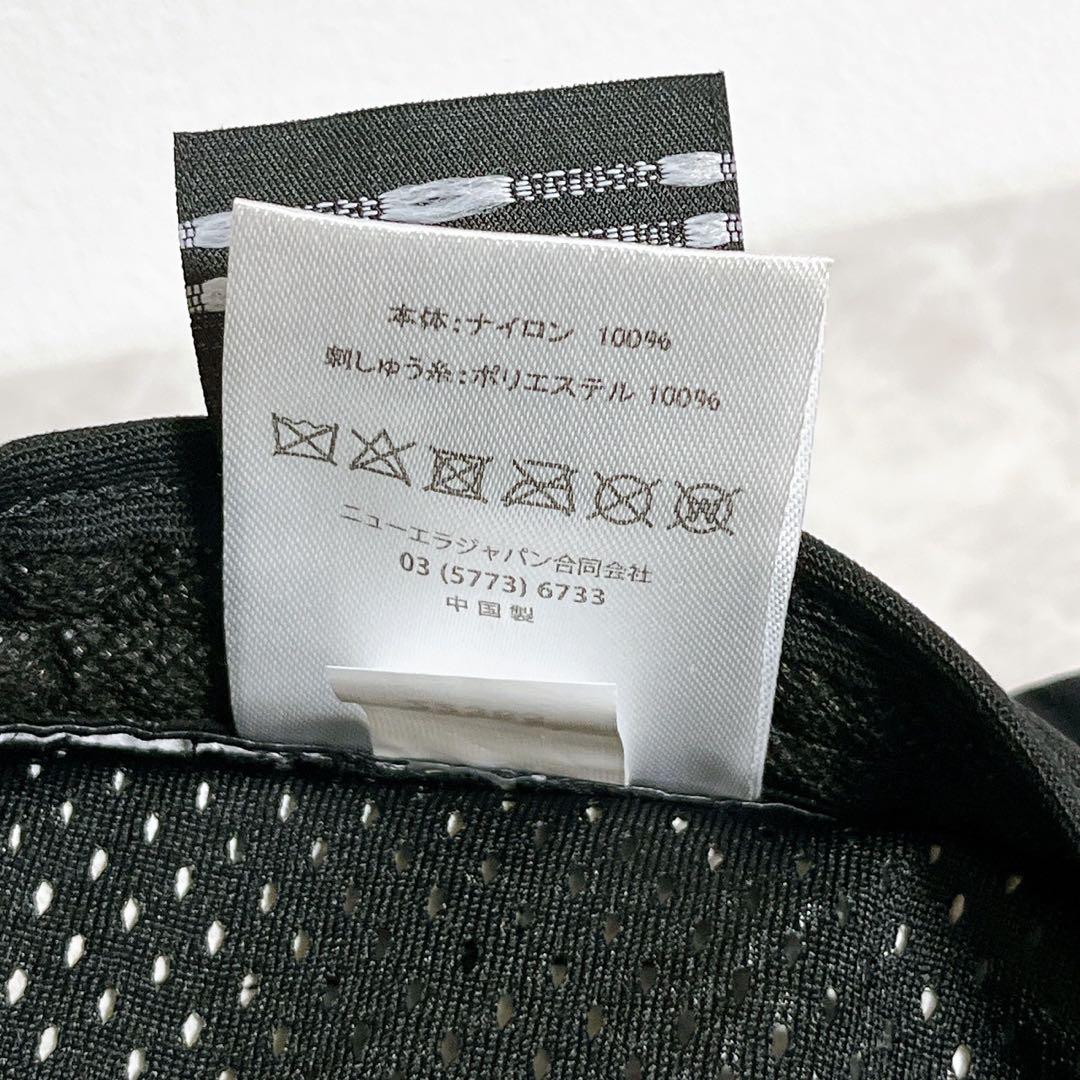 本体:ナイロン 100%
刺しゅう糸:ポリエステル 100%
ニューエラジャパン合同会社
03 (5773) 6733
中国製